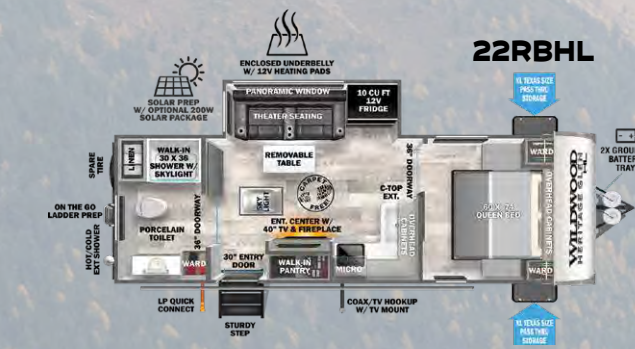 22RBHL
ENCLOSED UNDERBELLY
W/ 12V HEATING PADS
SOLAR PREP
W/ OPTIONAL 200W
SOLAR PACKAGE
XL TEXAS SIZE
PASS THRU
STORAGE
PANORAMIC WINDOW
THEATER SEATING
10 CU FT
12V
FRIDGE
SPARE
TIRE
LINEN
WALK-IN
30 X 36
SHOWER W/
SKYLIGHT
REMOVABLE
TABLE
36" DOORWAY
WARD
2X GROUP
BATTERY
TRAY
ON THE GO
LADDER PREP
HOT/COLD
EXT SHOWER
PORCELAIN
TOILET
36" DOORWAY
SKY
LIGHT
CARPET
FREE!
C-TOP
EXT.
OVERHEAD
CABINETS
QUEEN BED
OVERHEAD CABINETS
WILDWOOD
HERITAGE GLEN
ENT. CENTER W/
40" TV & FIREPLACE
WARD
30" ENTRY
DOOR
WALK-IN
PANTRY
MICRO
WARD
LP QUICK
CONNECT
STURDY
STEP
COAX/TV HOOKUP
W/ TV MOUNT
XL TEXAS SIZE
PASS THRU
STORAGE